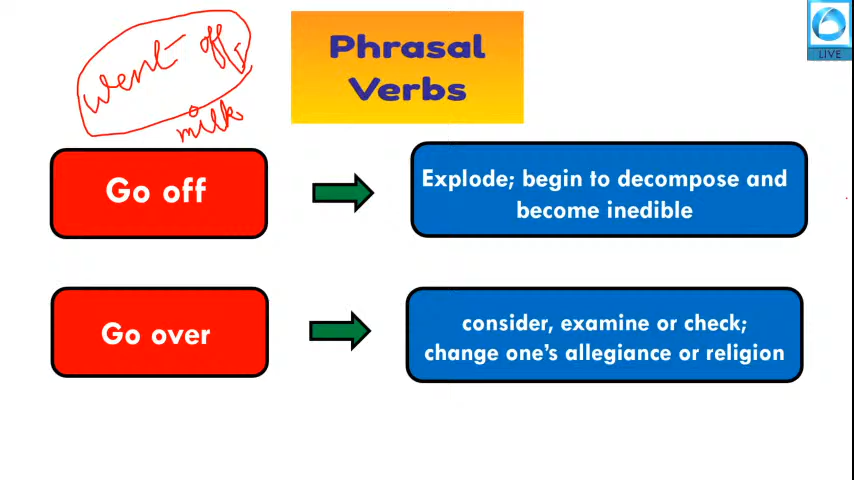 went off
milk
Phrasal
Verbs
LIVE
Go off
Explode; begin to decompose and
become inedible
Go over
consider, examine or check;
change one's allegiance or religion